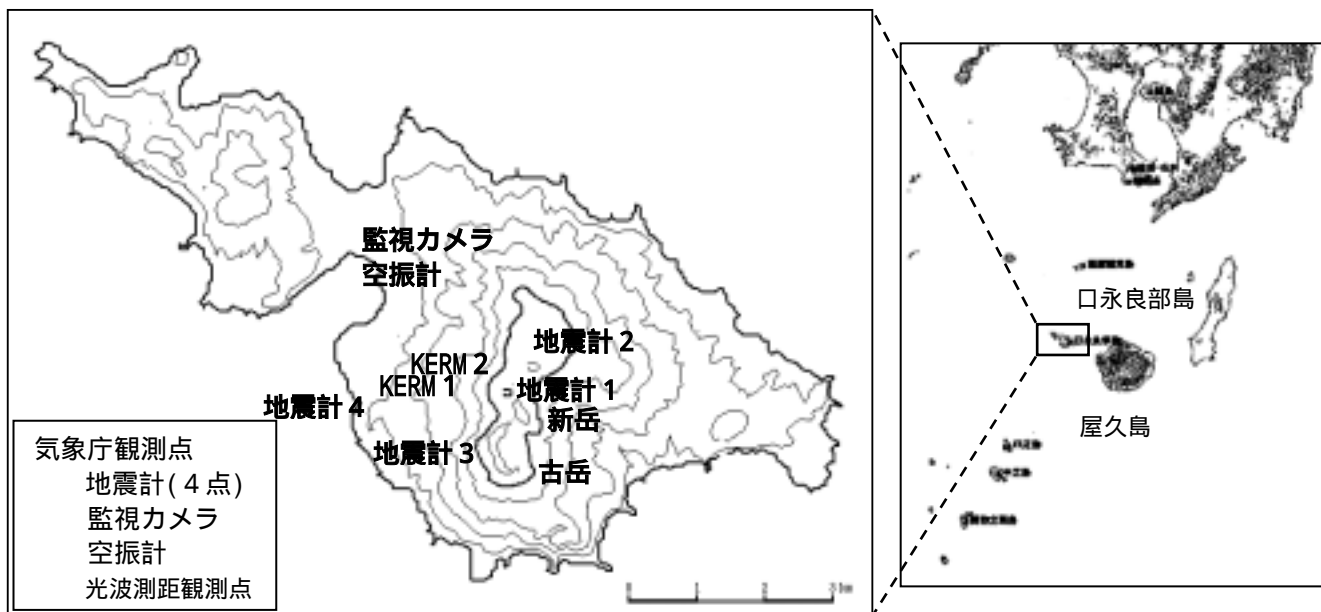 監視カメラ
空振計
地震計 2
KERM 2
KERM 1
地震計 1
地震計 4
新岳
地震計 3
古岳
気象庁観測点
地震計(４点)
監視カメラ
空振計
光波測距観測点
口永良部島
屋久島